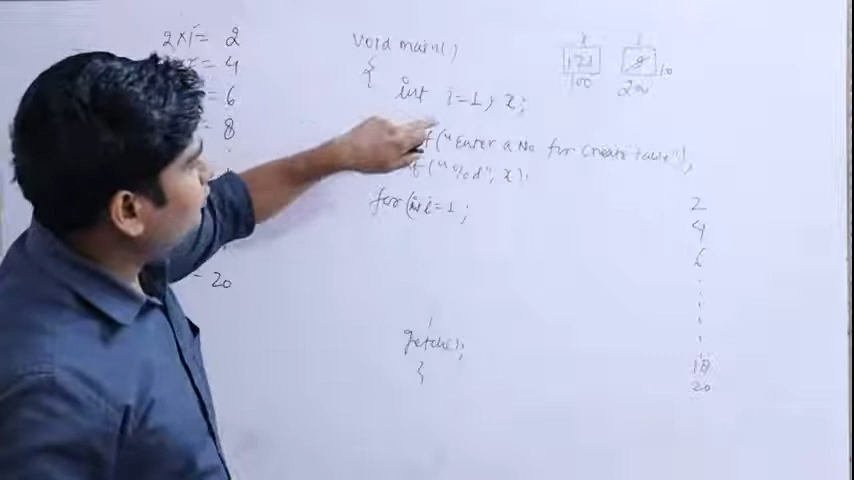 2×1= 2
= 4
= 6
= 8
= 20
void main()
{
int i=1, x;
f("Enter a No for Create table");
f("%d", x);
for(int i=1;
getch();
}
x
100
200
10
2
4
6
18
20